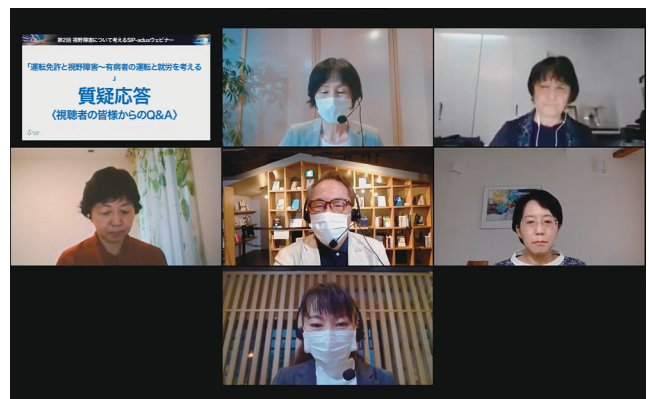 第2回 視野障害について考えるSIP-adusウェビナー
「運転免許と視野障害～有病者の運転と就労を考える
」
質疑応答
〈視聴者の皆様からのQ&A〉